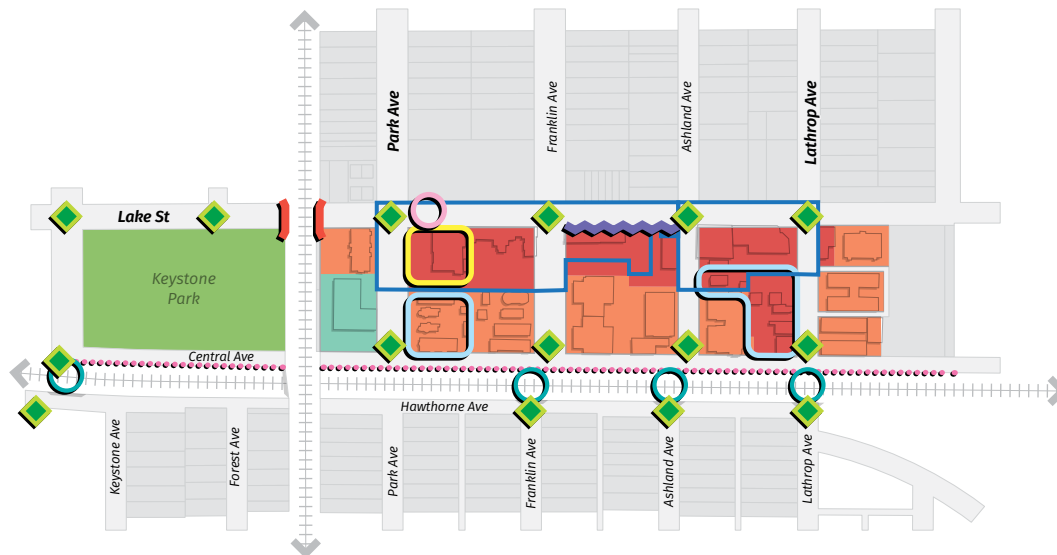 Park Ave
Franklin Ave
Ashland Ave
Lathrop Ave
Lake St
Keystone
Park
Central Ave
Hawthorne Ave
Keystone Ave
Forest Ave
Park Ave
Franklin Ave
Ashland Ave
Lathrop Ave